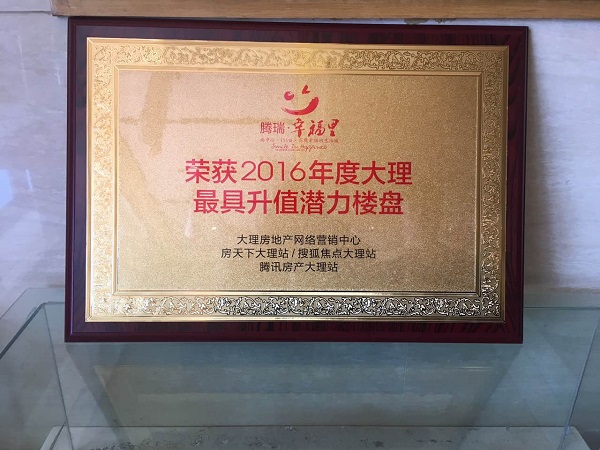 腾瑞·幸福里
荣获2016年度大理
最具升值潜力楼盘
大理房地产网络营销中心
房天下大理站/搜狐焦点大理站
腾讯房产大理站